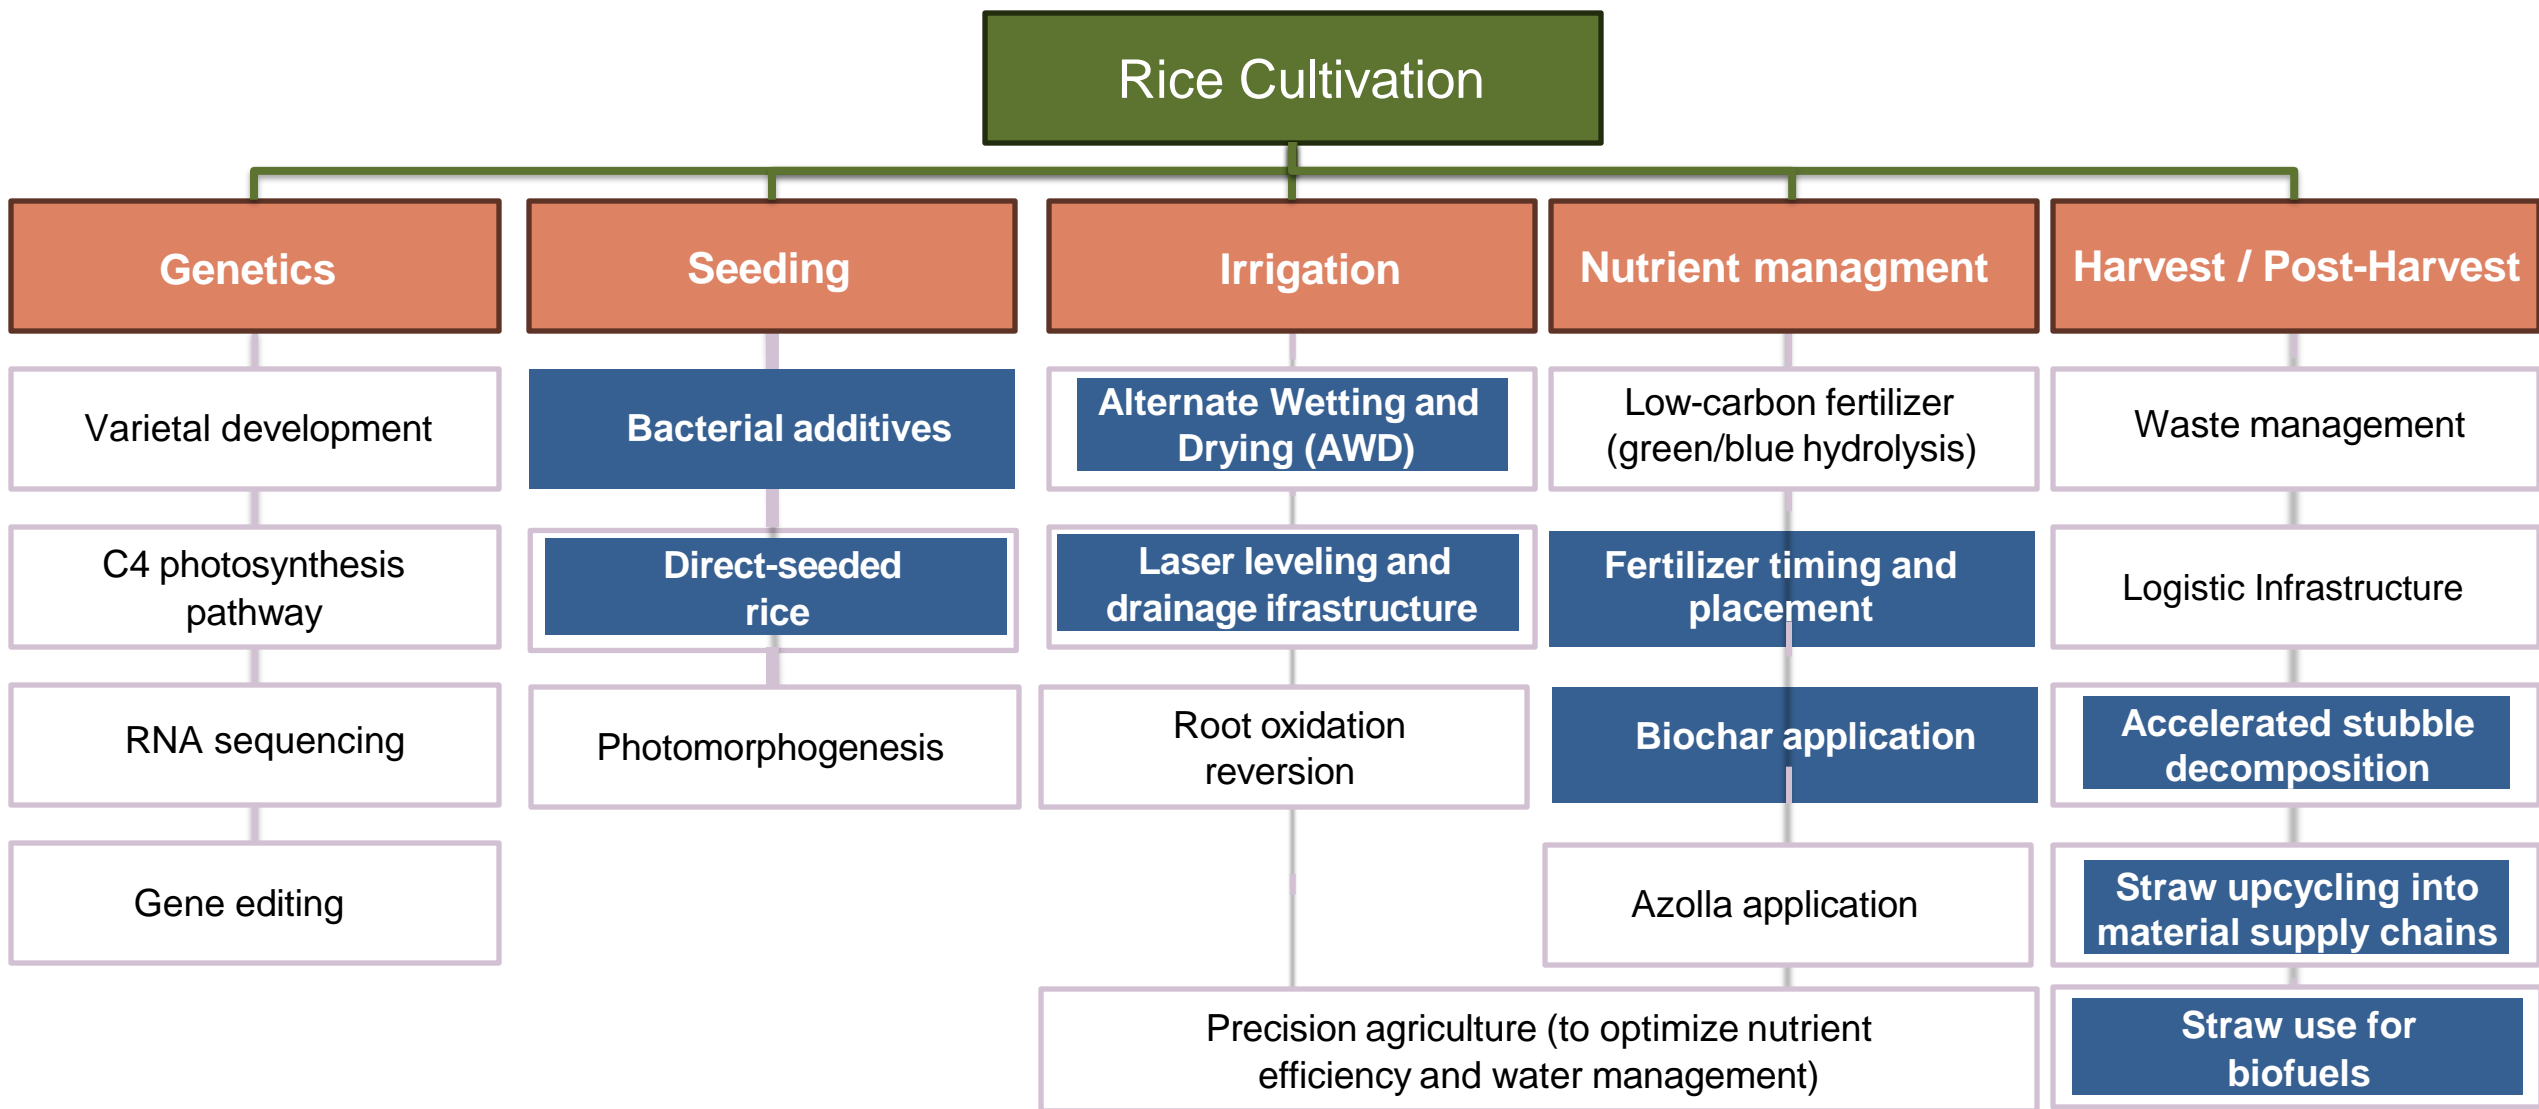 Rice Cultivation
Genetics
Seeding
Irrigation
Nutrient managment
Harvest / Post-Harvest
Varietal development
C4 photosynthesis
pathway
RNA sequencing
Gene editing
Bacterial additives
Direct-seeded
rice
Photomorphogenesis
Alternate Wetting and
Drying (AWD)
Laser leveling and
drainage ifrastructure
Root oxidation
reversion
Low-carbon fertilizer
(green/blue hydrolysis)
Fertilizer timing and
placement
Biochar application
Azolla application
Precision agriculture (to optimize nutrient
efficiency and water management)
Waste management
Logistic Infrastructure
Accelerated stubble
decomposition
Straw upcycling into
material supply chains
Straw use for
biofuels